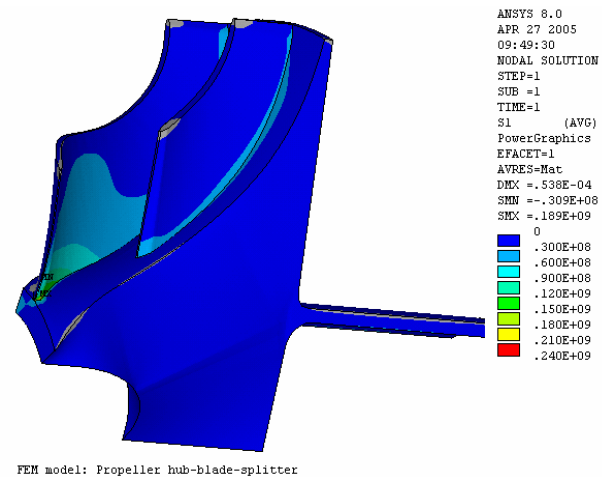 ANSYS 8.0
APR 27 2005
09:49:30
NODAL SOLUTION
STEP=1
SUB =1
TIME=1
S1 (AVG)
PowerGraphics
EFACET=1
AVRES=Mat
DMX =.538E-04
SMN =-.309E+08
SMX =.189E+09
0
.300E+08
.600E+08
.900E+08
.120E+09
.150E+09
.180E+09
.210E+09
.240E+09
FEM model: Propeller hub-blade-splitter